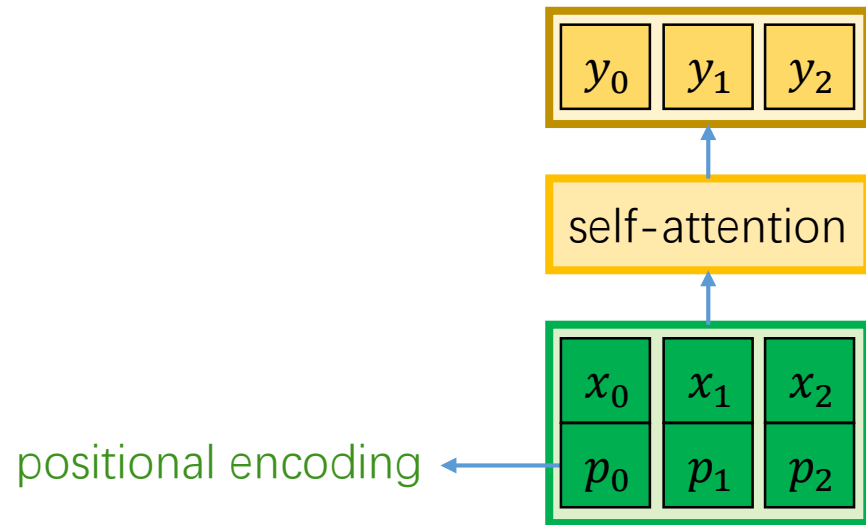 y₀ y₁ y₂
self-attention
x₀ x₁ x₂
positional encoding p₀ p₁ p₂